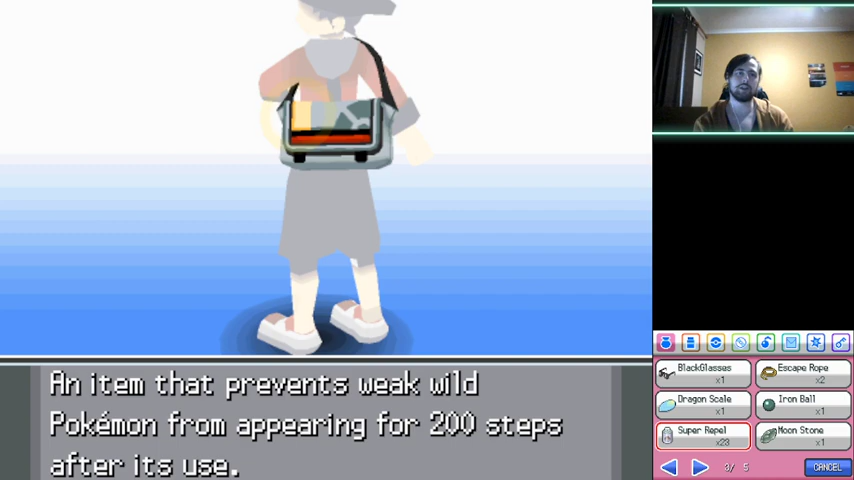 An item that prevents weak wild
Pokémon from appearing for 200 steps
after its use.
BlackGlasses
x1
Escape Rope
x2
Dragon Scale
x1
Iron Ball
x1
Super Repel
x23
Moon Stone
x1
3/ 5
CANCEL